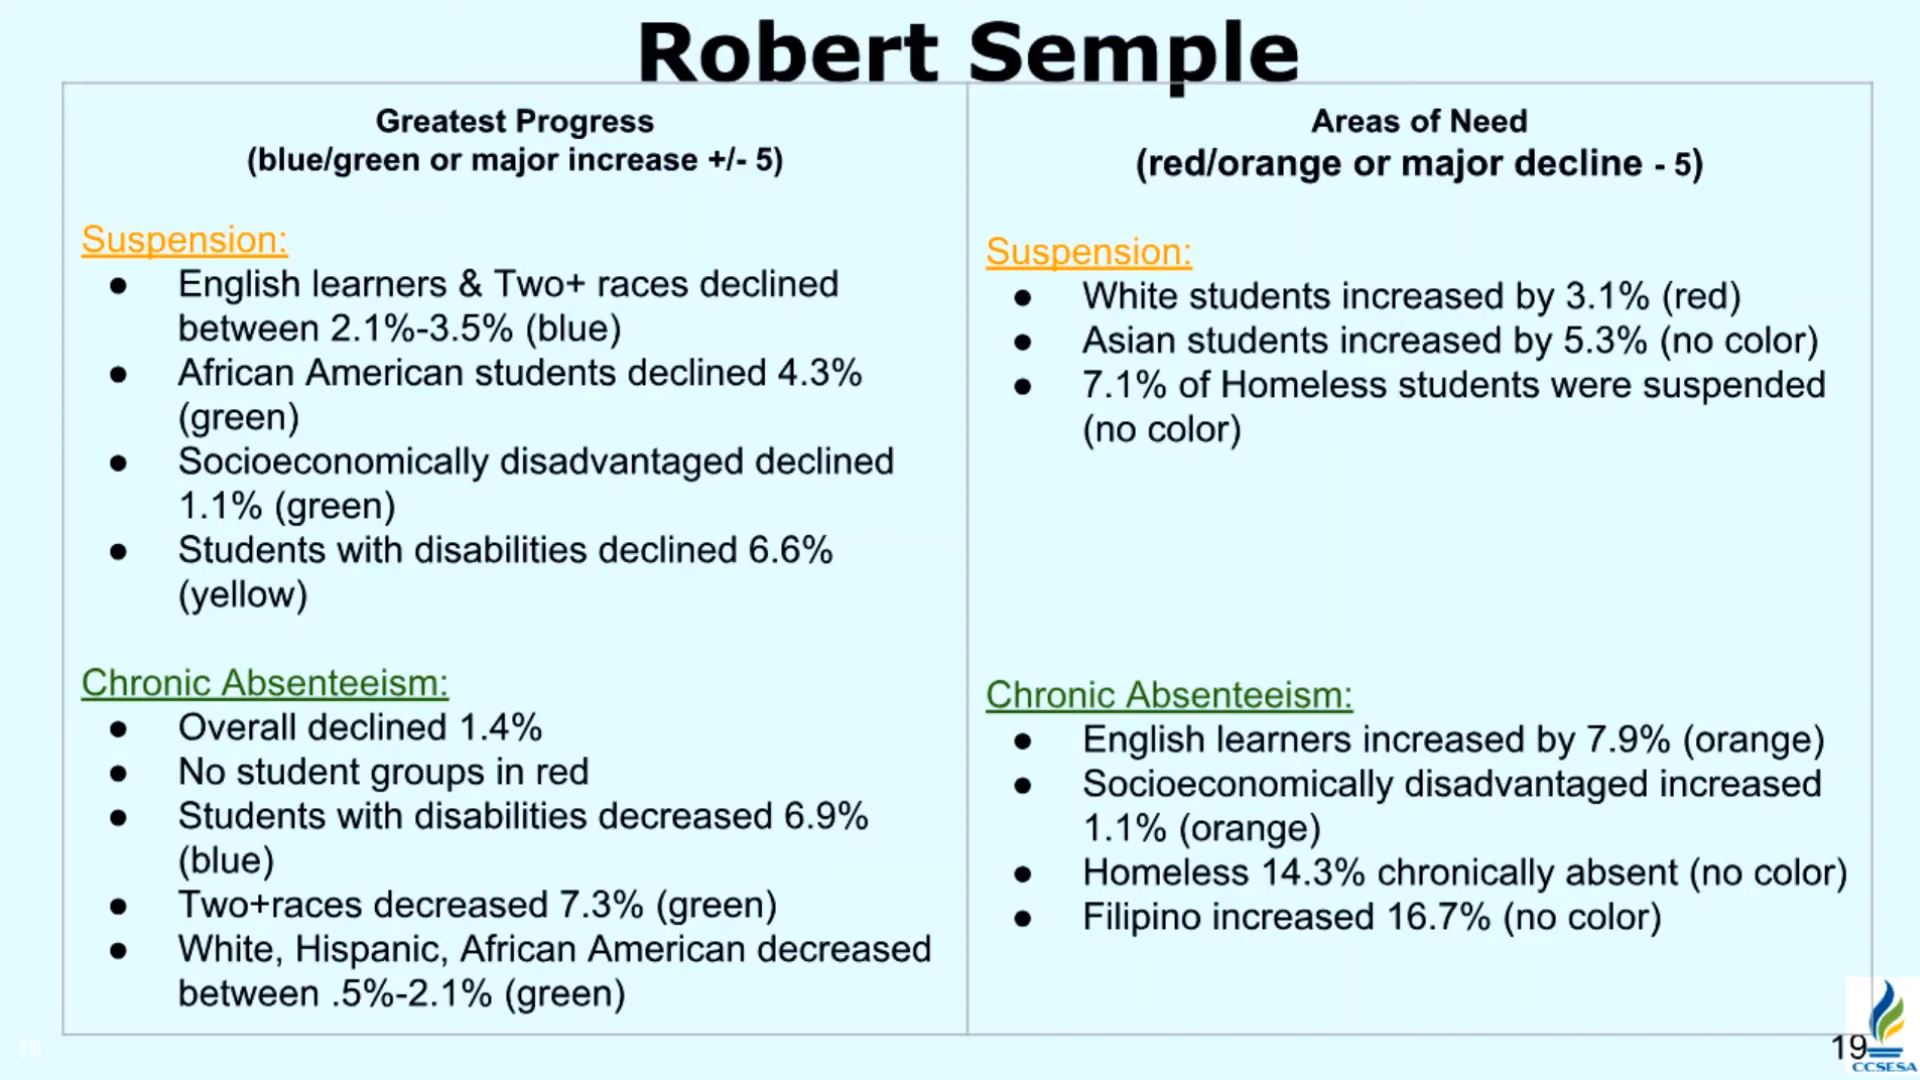 Robert Semple
Greatest Progress
(blue/green or major increase +/- 5)
Suspension:
● English learners & Two+ races declined
between 2.1%-3.5% (blue)
● African American students declined 4.3%
(green)
● Socioeconomically disadvantaged declined
1.1% (green)
● Students with disabilities declined 6.6%
(yellow)
Chronic Absenteeism:
● Overall declined 1.4%
● No student groups in red
● Students with disabilities decreased 6.9%
(blue)
● Two+races decreased 7.3% (green)
● White, Hispanic, African American decreased
between .5%-2.1% (green)
Areas of Need
(red/orange or major decline - 5)
Suspension:
● White students increased by 3.1% (red)
● Asian students increased by 5.3% (no color)
● 7.1% of Homeless students were suspended
(no color)
Chronic Absenteeism:
● English learners increased by 7.9% (orange)
● Socioeconomically disadvantaged increased
1.1% (orange)
● Homeless 14.3% chronically absent (no color)
● Filipino increased 16.7% (no color)
19
CCSESA